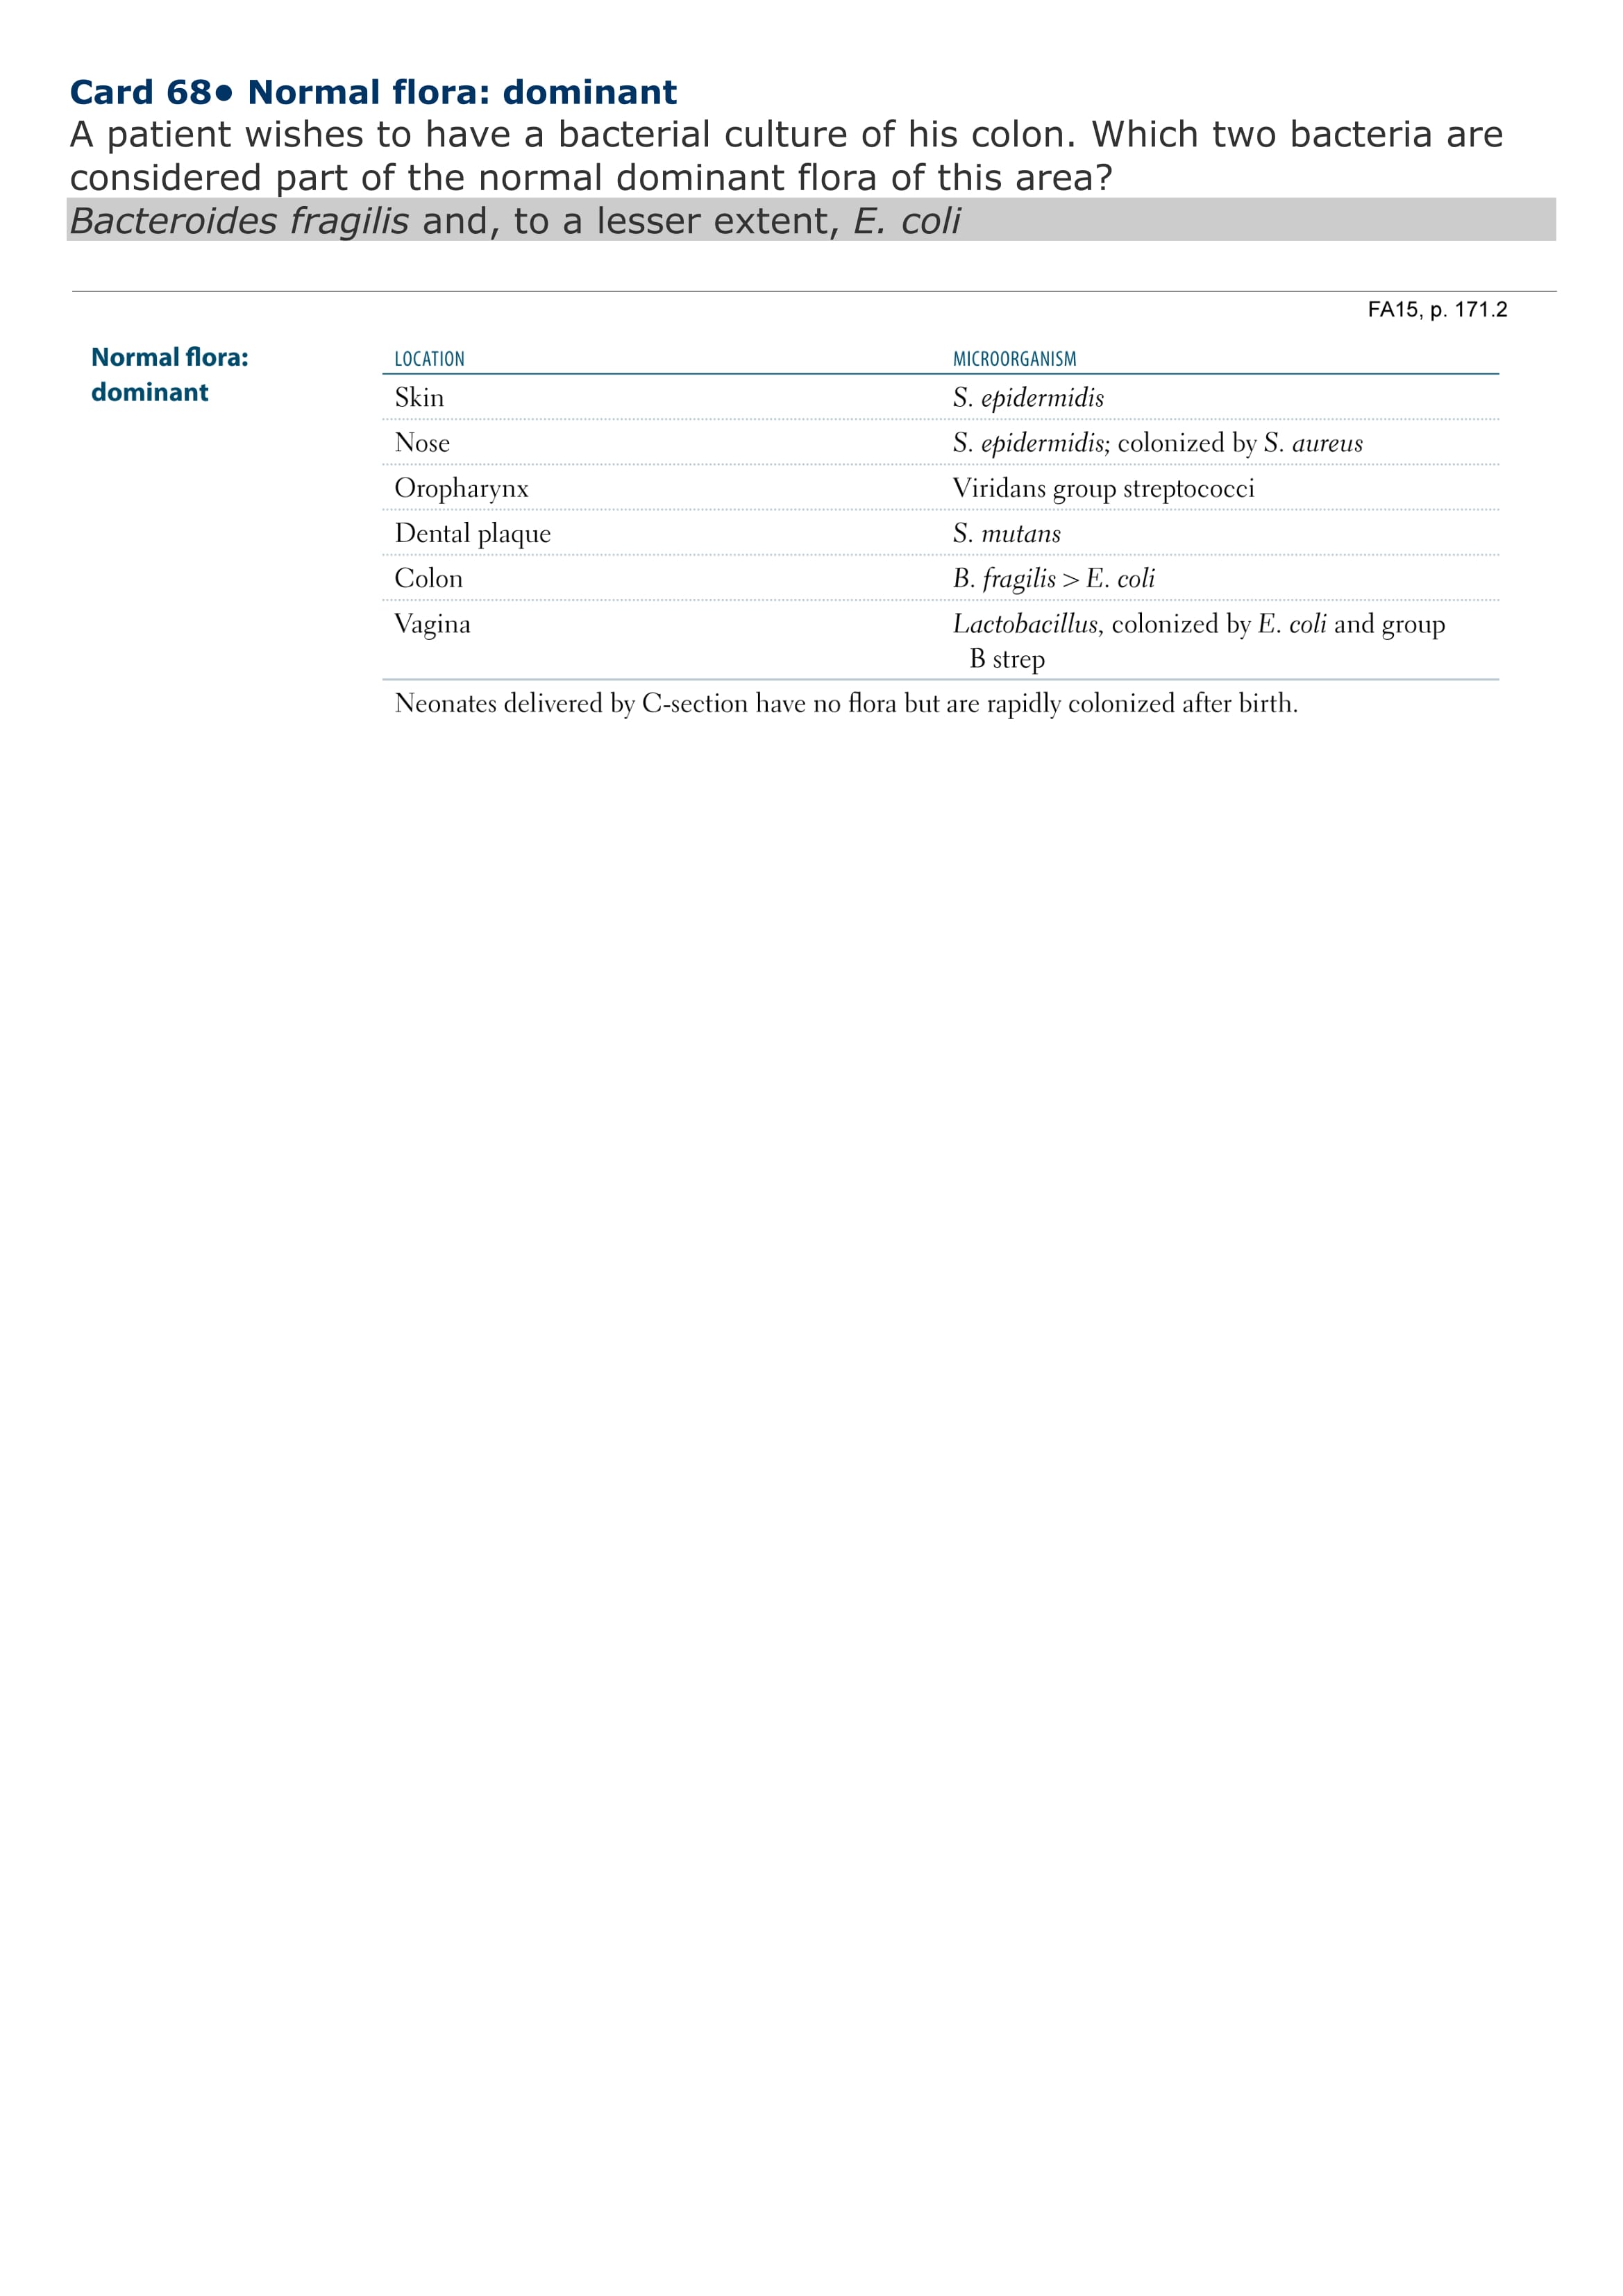 Card 68• Normal flora: dominant
A patient wishes to have a bacterial culture of his colon. Which two bacteria are
considered part of the normal dominant flora of this area?
Bacteroides fragilis and, to a lesser extent, E. coli
FA15, p. 171.2
Normal flora:
dominant
LOCATION MICROORGANISM
Skin S. epidermidis
Nose S. epidermidis; colonized by S. aureus
Oropharynx Viridans group streptococci
Dental plaque S. mutans
Colon B. fragilis > E. coli
Vagina Lactobacillus, colonized by E. coli and group
B strep
Neonates delivered by C-section have no flora but are rapidly colonized after birth.